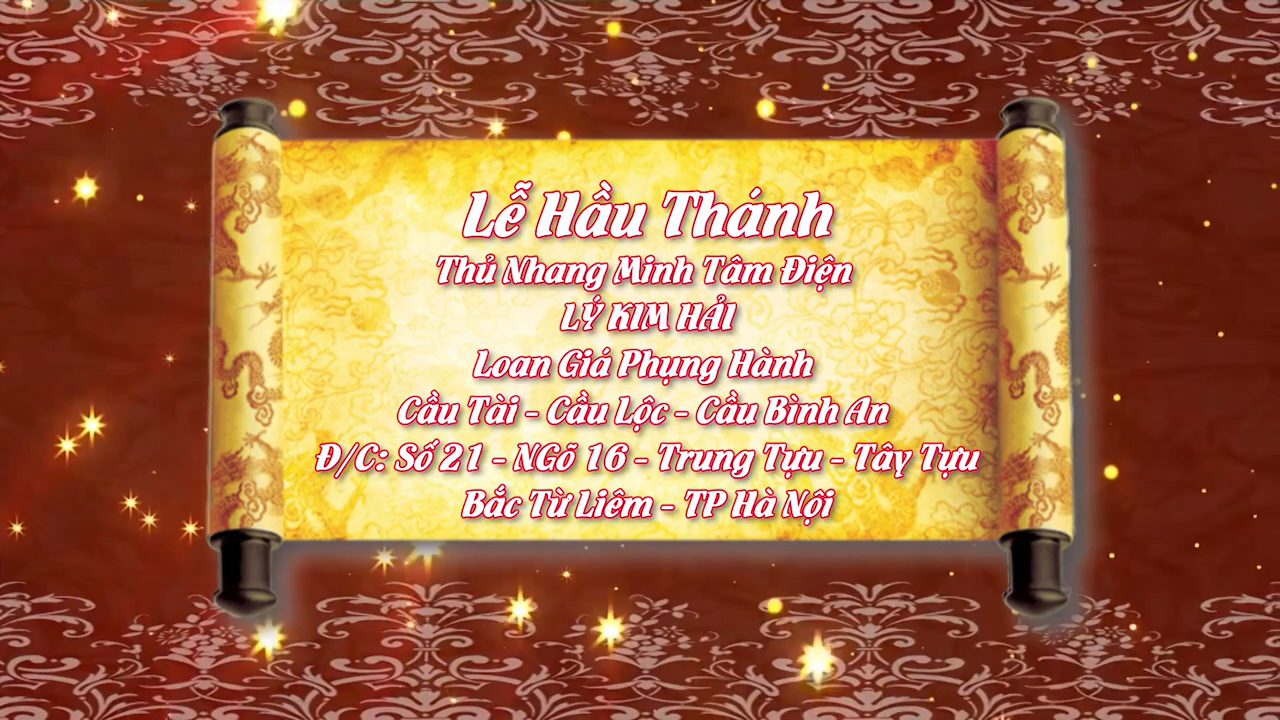 Lễ Hầu Thánh
Thủ Nhang Minh Tâm Điện
LÝ KIM HẢI
Loan Giá Phụng Hành
Cầu Tài - Cầu Lộc - Cầu Bình An
Đ/C: Số 21 - NGõ 16 - Trung Tựu - Tây Tựu
Bắc Từ Liêm - TP Hà Nội